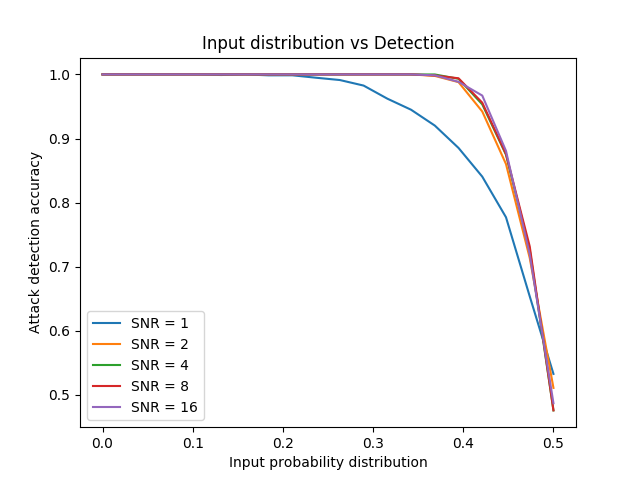 Input distribution vs Detection
Attack detection accuracy
1.0
0.9
0.8
0.7
0.6
0.5
SNR = 1
SNR = 2
SNR = 4
SNR = 8
SNR = 16
0.0 0.1 0.2 0.3 0.4 0.5
Input probability distribution